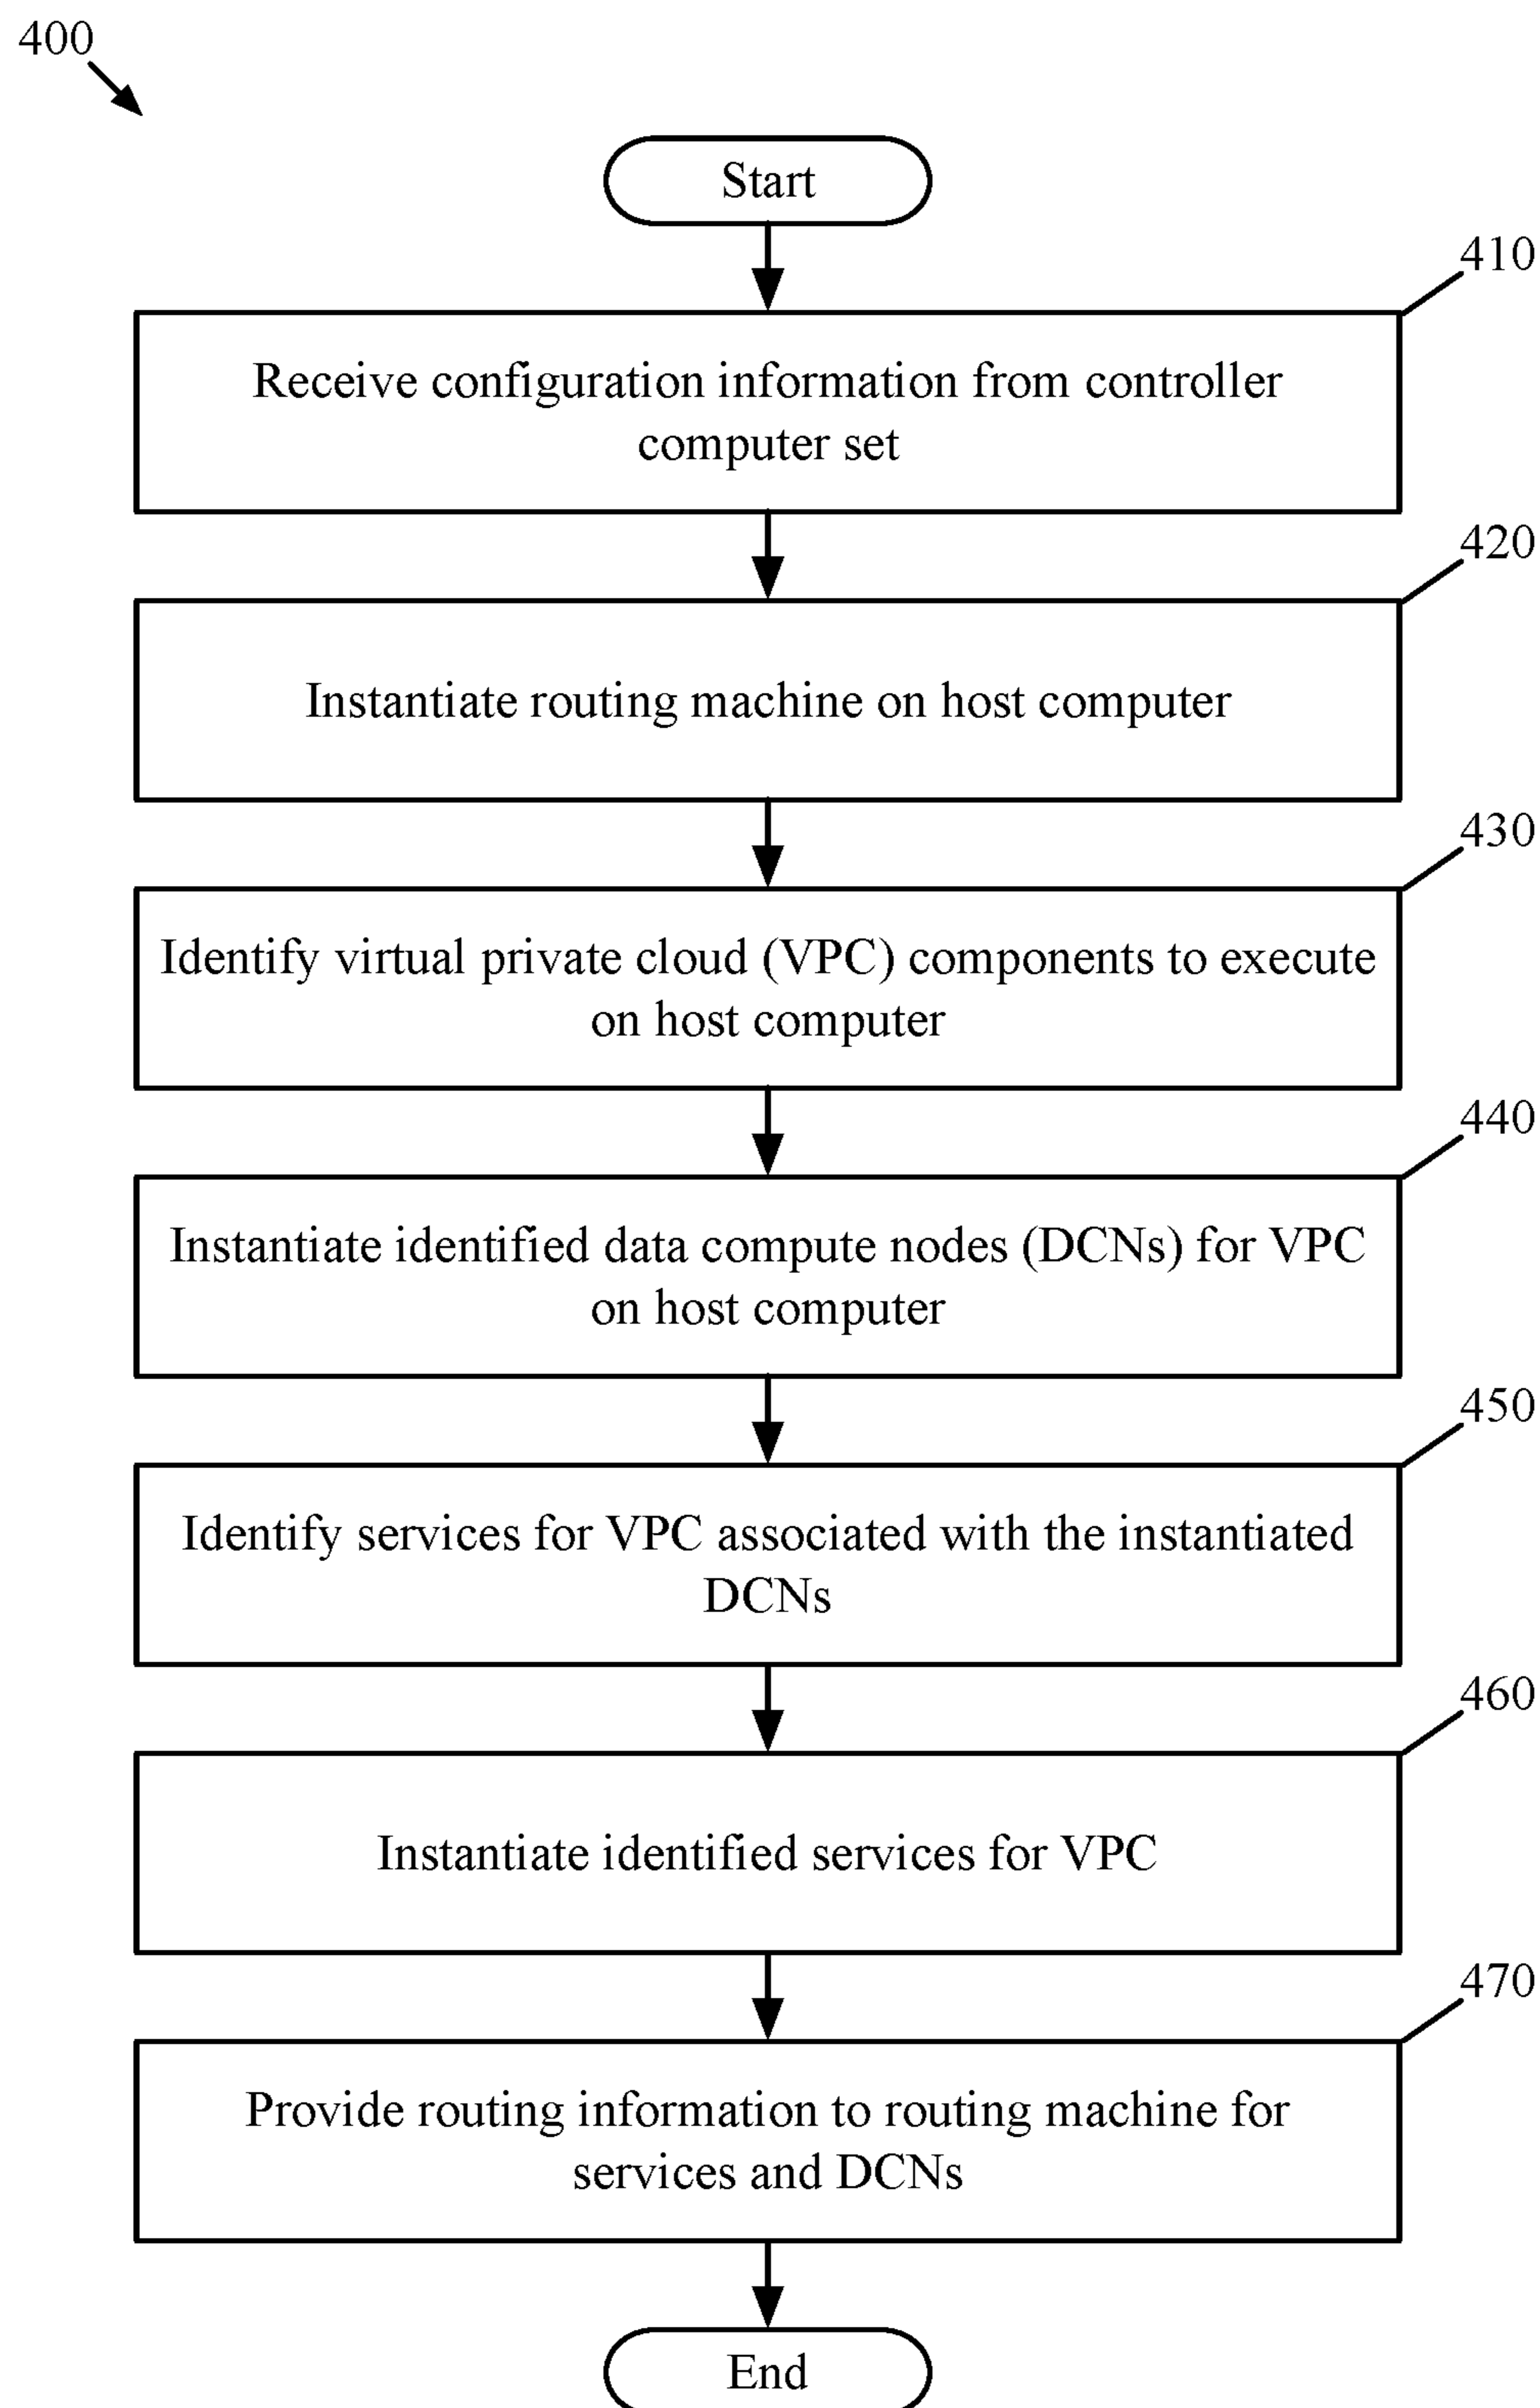 400
Start
410
Receive configuration information from controller
computer set
420
Instantiate routing machine on host computer
430
Identify virtual private cloud (VPC) components to execute
on host computer
440
Instantiate identified data compute nodes (DCNs) for VPC
on host computer
450
Identify services for VPC associated with the instantiated
DCNs
460
Instantiate identified services for VPC
470
Provide routing information to routing machine for
services and DCNs
End